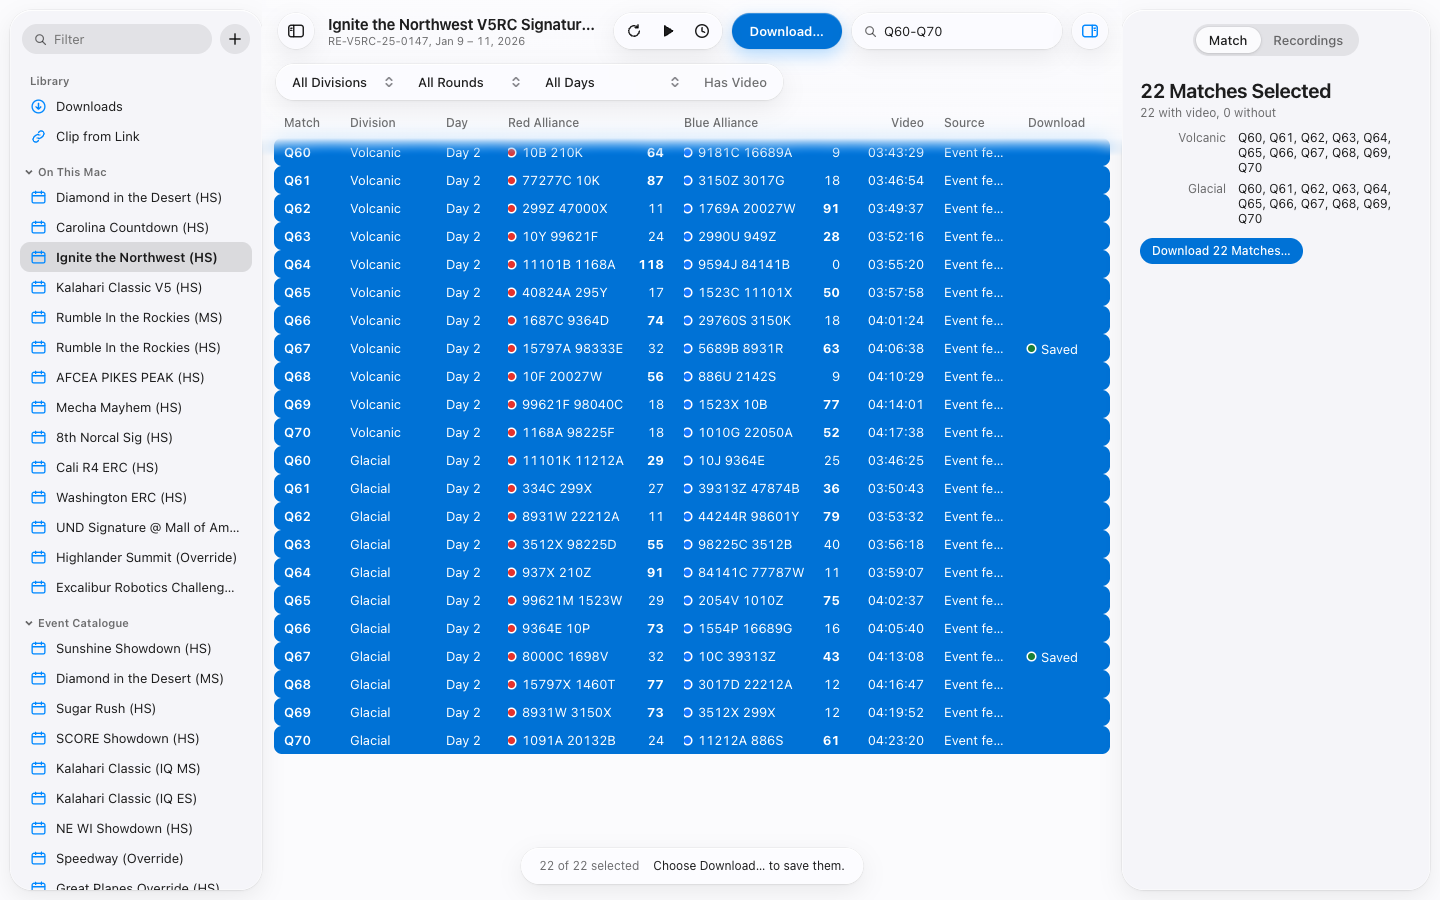 Filter
Library
Downloads
Clip from Link
On This Mac
Diamond in the Desert (HS)
Carolina Countdown (HS)
Ignite the Northwest (HS)
Kalahari Classic V5 (HS)
Rumble In the Rockies (MS)
Rumble In the Rockies (HS)
AFCEA PIKES PEAK (HS)
Mecha Mayhem (HS)
8th Norcal Sig (HS)
Cali R4 ERC (HS)
Washington ERC (HS)
UND Signature @ Mall of Am...
Highlander Summit (Override)
Excalibur Robotics Challeng...
Event Catalogue
Sunshine Showdown (HS)
Diamond in the Desert (MS)
Sugar Rush (HS)
SCORE Showdown (HS)
Kalahari Classic (IQ MS)
Kalahari Classic (IQ ES)
NE WI Showdown (HS)
Speedway (Override)
Great Planes Override (HS)
Ignite the Northwest V5RC Signatur...
RE-V5RC-25-0147, Jan 9 – 11, 2026
Download...
Q60-Q70
All Divisions All Rounds All Days Has Video
Match Division Day Red Alliance Blue Alliance Video Source Download
Q60 Volcanic Day 2 10B 210K 64 9181C 16689A 9 03:43:29 Event fe...
Q61 Volcanic Day 2 77277C 10K 87 3150Z 3017G 18 03:46:54 Event fe...
Q62 Volcanic Day 2 299Z 47000X 11 1769A 20027W 91 03:49:37 Event fe...
Q63 Volcanic Day 2 10Y 99621F 24 2990U 949Z 28 03:52:16 Event fe...
Q64 Volcanic Day 2 11101B 1168A 118 9594J 84141B 0 03:55:20 Event fe...
Q65 Volcanic Day 2 40824A 295Y 17 1523C 11101X 50 03:57:58 Event fe...
Q66 Volcanic Day 2 1687C 9364D 74 29760S 3150K 18 04:01:24 Event fe...
Q67 Volcanic Day 2 15797A 98333E 32 5689B 8931R 63 04:06:38 Event fe... Saved
Q68 Volcanic Day 2 10F 20027W 56 886U 2142S 9 04:10:29 Event fe...
Q69 Volcanic Day 2 99621F 98040C 18 1523X 10B 77 04:14:01 Event fe...
Q70 Volcanic Day 2 1168A 98225F 18 1010G 22050A 52 04:17:38 Event fe...
Q60 Glacial Day 2 11101K 11212A 29 10J 9364E 25 03:46:25 Event fe...
Q61 Glacial Day 2 334C 299X 27 39313Z 47874B 36 03:50:43 Event fe...
Q62 Glacial Day 2 8931W 22212A 11 44244R 98601Y 79 03:53:32 Event fe...
Q63 Glacial Day 2 3512X 98225D 55 98225C 3512B 40 03:56:18 Event fe...
Q64 Glacial Day 2 937X 210Z 91 84141C 77787W 11 03:59:07 Event fe...
Q65 Glacial Day 2 99621M 1523W 29 2054V 1010Z 75 04:02:37 Event fe...
Q66 Glacial Day 2 9364E 10P 73 1554P 16689G 16 04:05:40 Event fe...
Q67 Glacial Day 2 8000C 1698V 32 10C 39313Z 43 04:13:08 Event fe... Saved
Q68 Glacial Day 2 15797X 1460T 77 3017D 22212A 12 04:16:47 Event fe...
Q69 Glacial Day 2 8931W 3150X 73 3512X 299X 12 04:19:52 Event fe...
Q70 Glacial Day 2 1091A 20132B 24 11212A 886S 61 04:23:20 Event fe...
22 of 22 selected Choose Download... to save them.
Match Recordings
22 Matches Selected
22 with video, 0 without
Volcanic Q60, Q61, Q62, Q63, Q64,
Q65, Q66, Q67, Q68, Q69,
Q70
Glacial Q60, Q61, Q62, Q63, Q64,
Q65, Q66, Q67, Q68, Q69,
Q70
Download 22 Matches...